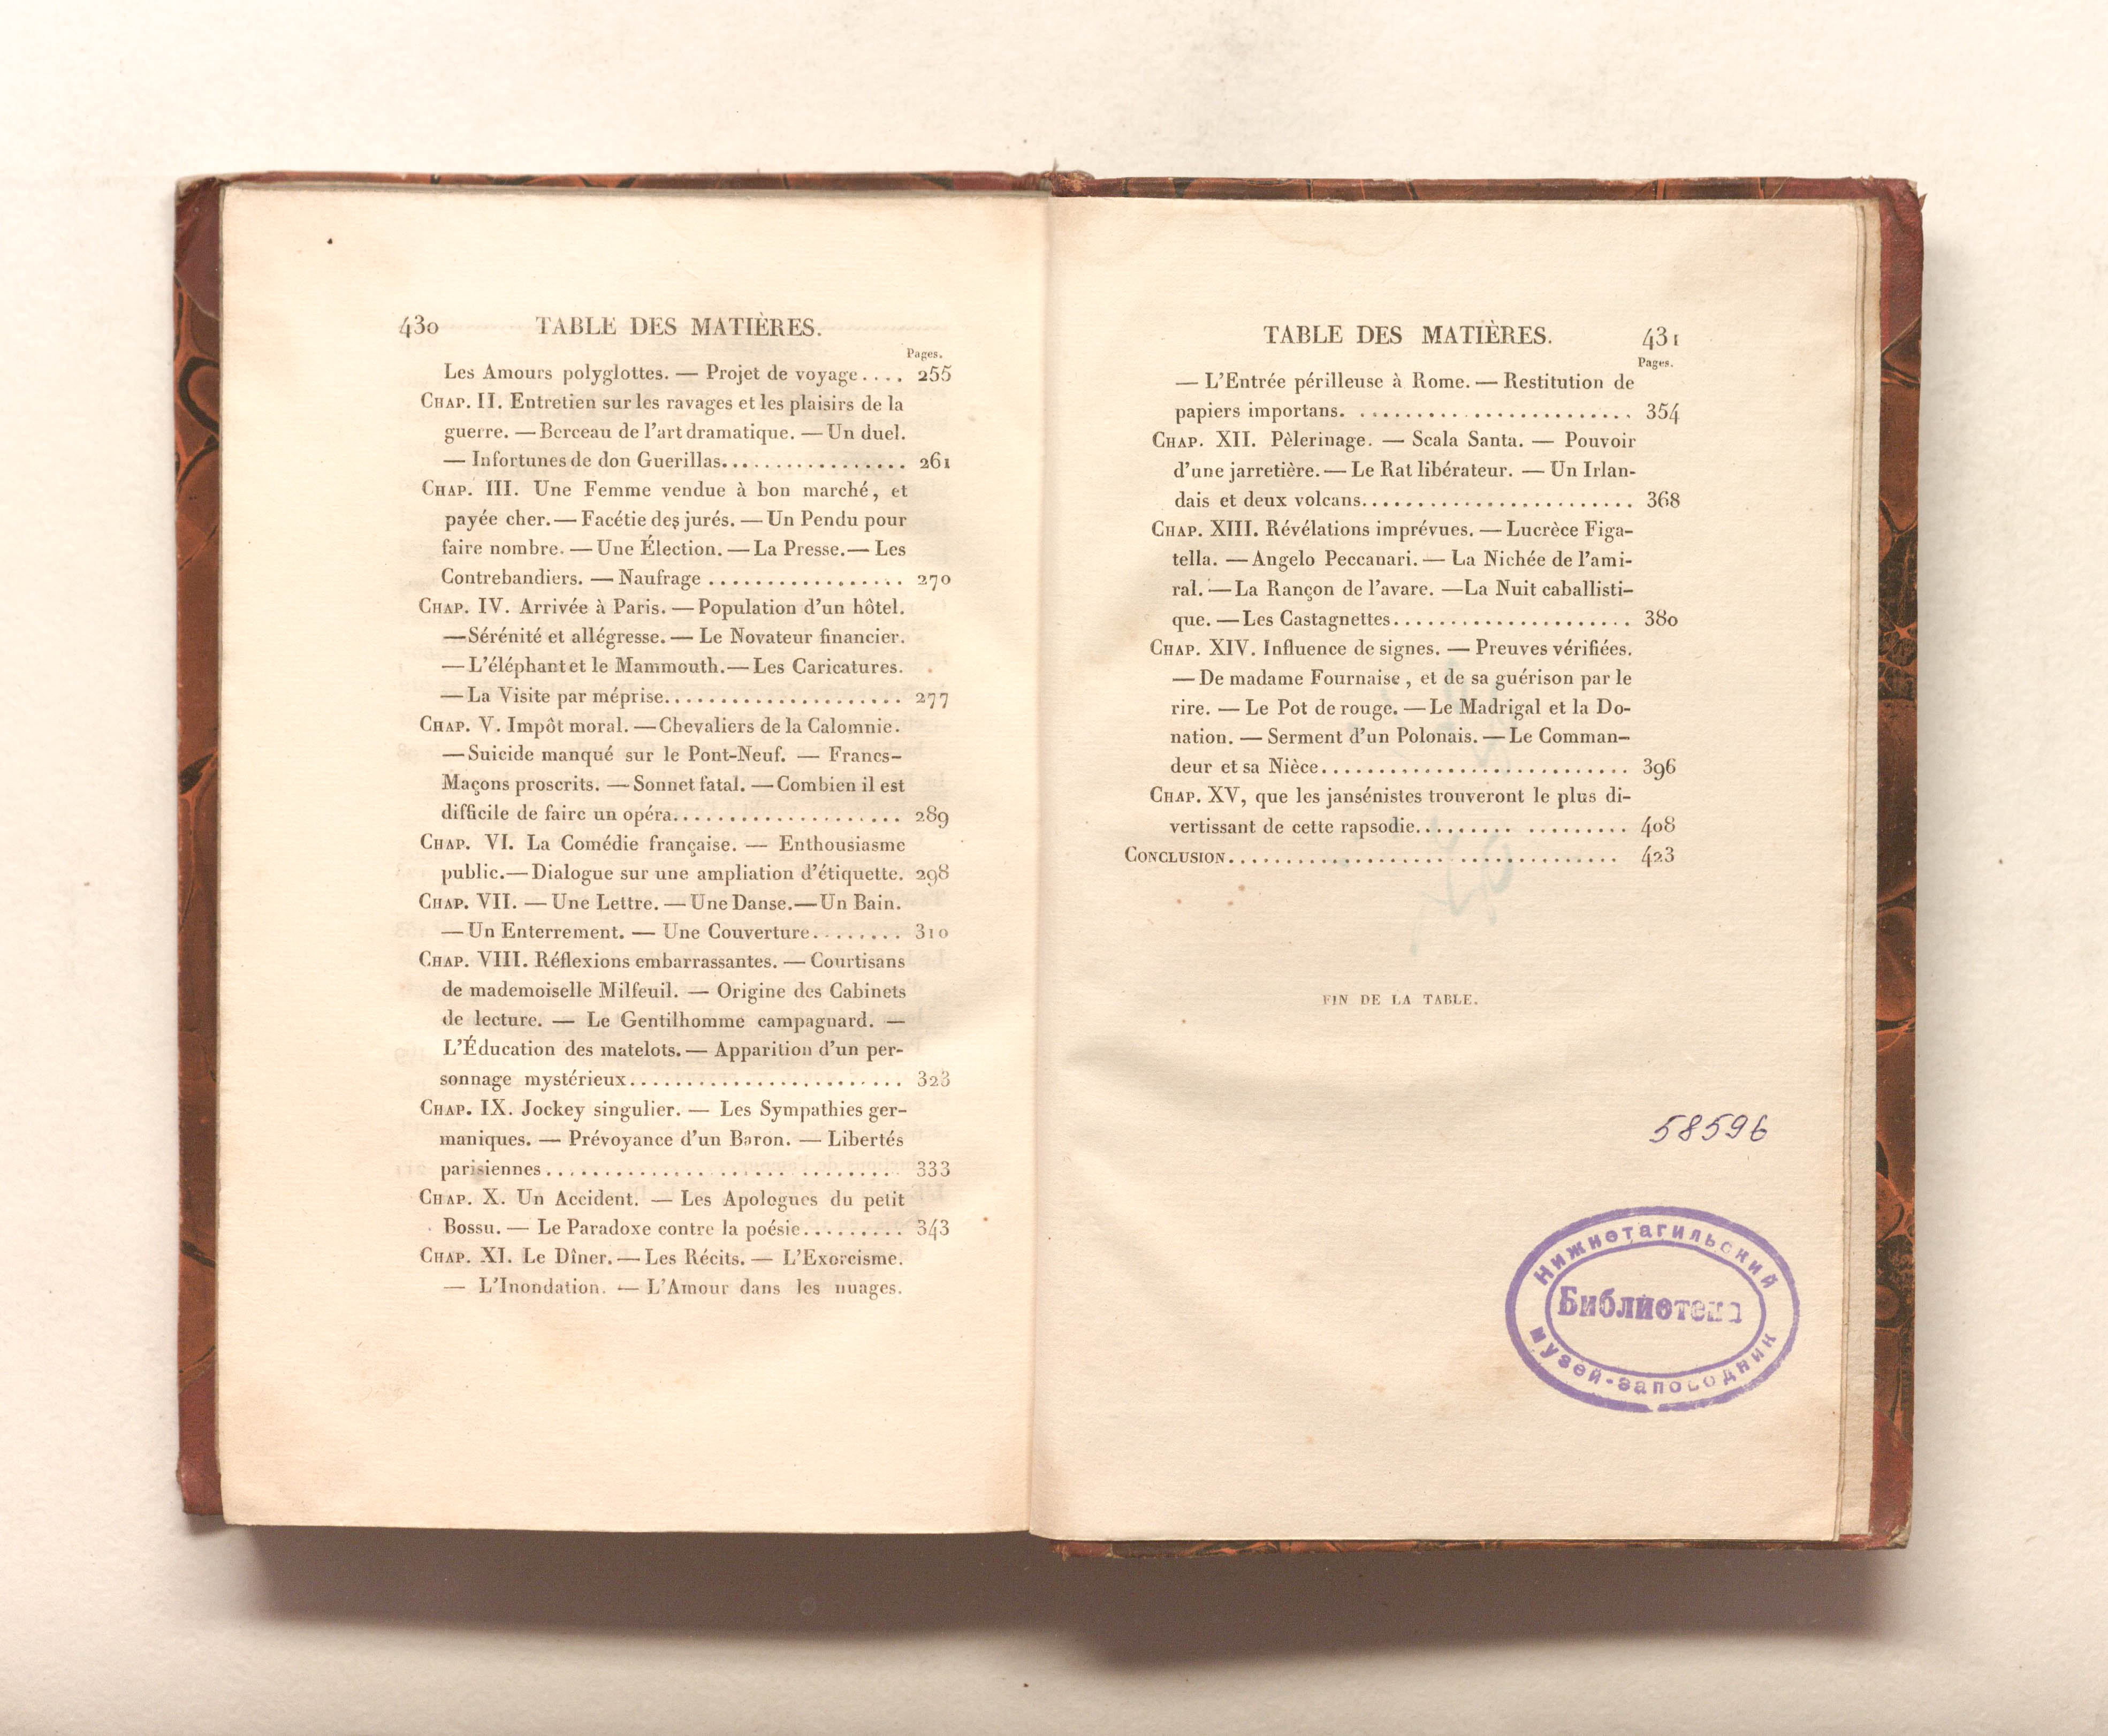 430 TABLE DES MATIÈRES.
Pages.
Les Amours polyglottes. — Projet de voyage.... 255
CHAP. II. Entretien sur les ravages et les plaisirs de la
guerre. — Berceau de l'art dramatique. — Un duel.
— Infortunes de don Guerillas................. 261
CHAP. III. Une Femme vendue à bon marché, et
payée cher. — Facétie des jurés. — Un Pendu pour
faire nombre. — Une Élection. — La Presse. — Les
Contrebandiers. — Naufrage ................. 270
CHAP. IV. Arrivée à Paris. — Population d'un hôtel.
— Sérénité et allégresse. — Le Novateur financier.
— L'éléphant et le Mammouth. — Les Caricatures.
— La Visite par méprise..................... 277
CHAP. V. Impôt moral. — Chevaliers de la Calomnie.
— Suicide manqué sur le Pont-Neuf. — Francs-
Maçons proscrits. — Sonnet fatal. — Combien il est
difficile de faire un opéra.................... 289
CHAP. VI. La Comédie française. — Enthousiasme
public. — Dialogue sur une ampliation d'étiquette. 298
CHAP. VII. — Une Lettre. — Une Danse. — Un Bain.
— Un Enterrement. — Une Couverture........ 310
CHAP. VIII. Réflexions embarrassantes. — Courtisans
de mademoiselle Milfeuil. — Origine des Cabinets
de lecture. — Le Gentilhomme campagnard. —
L'Éducation des matelots. — Apparition d'un per-
sonnage mystérieux........................ 323
CHAP. IX. Jockey singulier. — Les Sympathies ger-
maniques. — Prévoyance d'un Baron. — Libertés
parisiennes ............................... 333
CHAP. X. Un Accident. — Les Apologues du petit
Bossu. — Le Paradoxe contre la poésie......... 343
CHAP. XI. Le Dîner. — Les Récits. — L'Exorcisme.
— L'Inondation. — L'Amour dans les nuages.
TABLE DES MATIÈRES. 431
Pages.
— L'Entrée périlleuse à Rome. — Restitution de
papiers importans. ........................ 354
CHAP. XII. Pèlerinage. — Scala Santa. — Pouvoir
d'une jarretière. — Le Rat libérateur. — Un Irlan-
dais et deux volcans........................ 368
CHAP. XIII. Révélations imprévues. — Lucrèce Figa-
tella. — Angelo Peccanari. — La Nichée de l'ami-
ral. — La Rançon de l'avare. — La Nuit caballisti-
que. — Les Castagnettes..................... 380
CHAP. XIV. Influence de signes. — Preuves vérifiées.
— De madame Fournaise , et de sa guérison par le
rire. — Le Pot de rouge. — Le Madrigal et la Do-
nation. — Serment d'un Polonais. — Le Comman-
deur et sa Nièce........................... 396
CHAP. XV, que les jansénistes trouveront le plus di-
vertissant de cette rapsodie......... ......... 408
CONCLUSION.................................. 423
FIN DE LA TABLE.
58596
Нижнетагильский
Библиотека
музей-заповодник